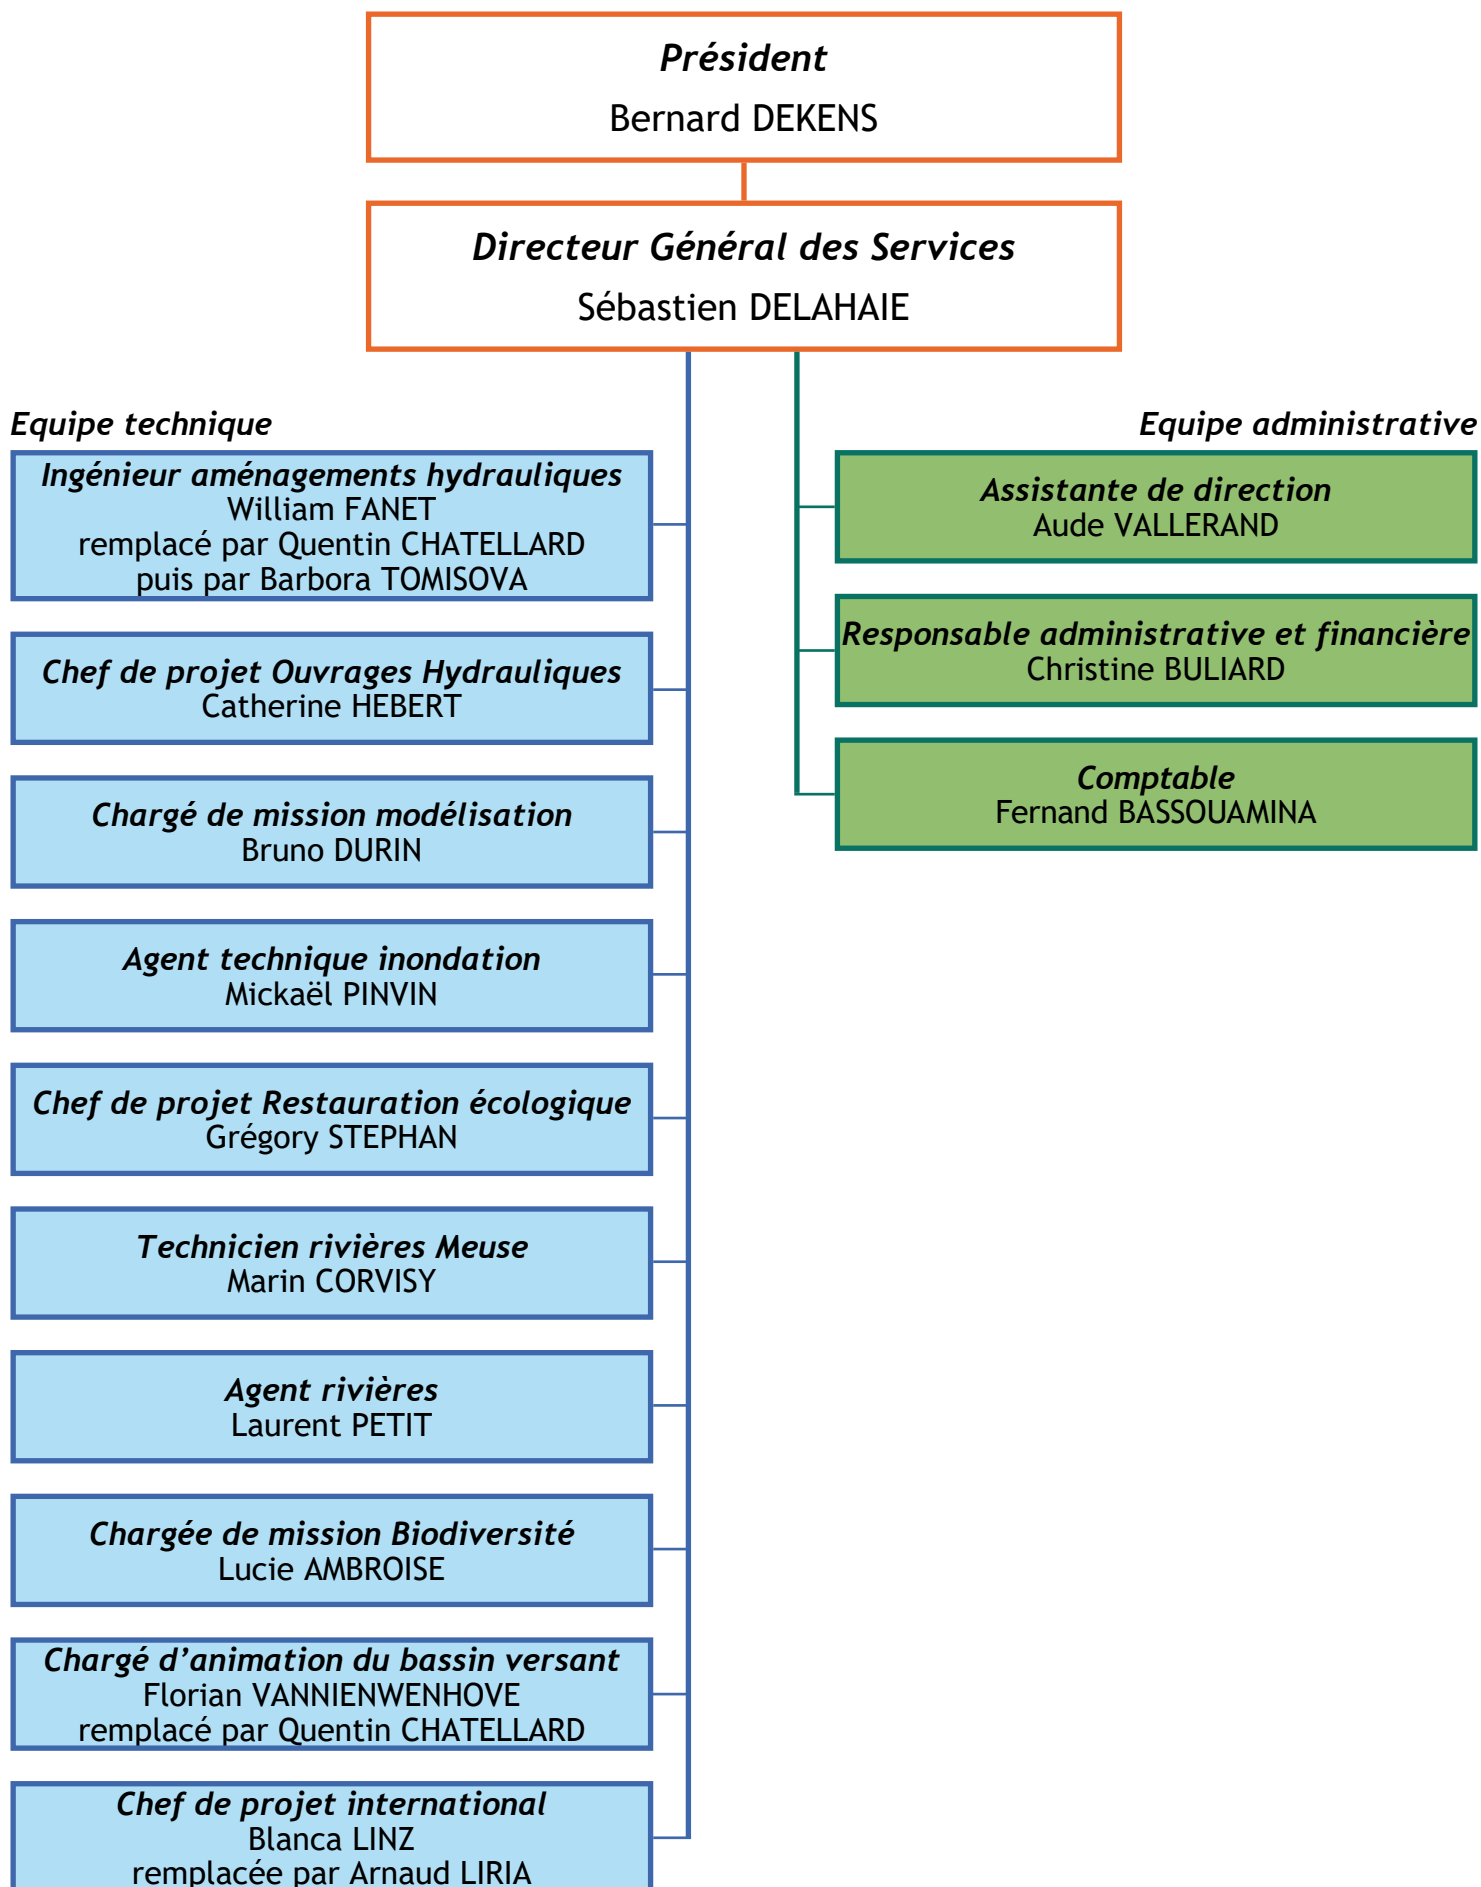 Président
Bernard DEKENS
Directeur Général des Services
Sébastien DELAHAIE
Equipe technique
Ingénieur aménagements hydrauliques
William FANET
remplacé par Quentin CHATELLARD
puis par Barbora TOMISOVA
Chef de projet Ouvrages Hydrauliques
Catherine HEBERT
Chargé de mission modélisation
Bruno DURIN
Agent technique inondation
Mickaël PINVIN
Chef de projet Restauration écologique
Grégory STEPHAN
Technicien rivières Meuse
Marin CORVISY
Agent rivières
Laurent PETIT
Chargée de mission Biodiversité
Lucie AMBROISE
Chargé d’animation du bassin versant
Florian VANNIENWENHOVE
remplacé par Quentin CHATELLARD
Chef de projet international
Blanca LINZ
remplacée par Arnaud LIRIA
Equipe administrative
Assistante de direction
Aude VALLERAND
Responsable administrative et financière
Christine BULIARD
Comptable
Fernand BASSOUAMINA